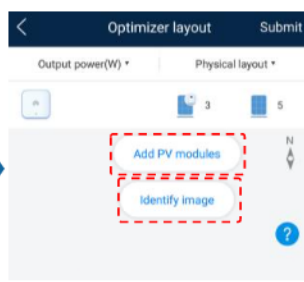 Optimizer layout Submit
Output power(W) Physical layout
3 5
Add PV modules
N
Identify image
?